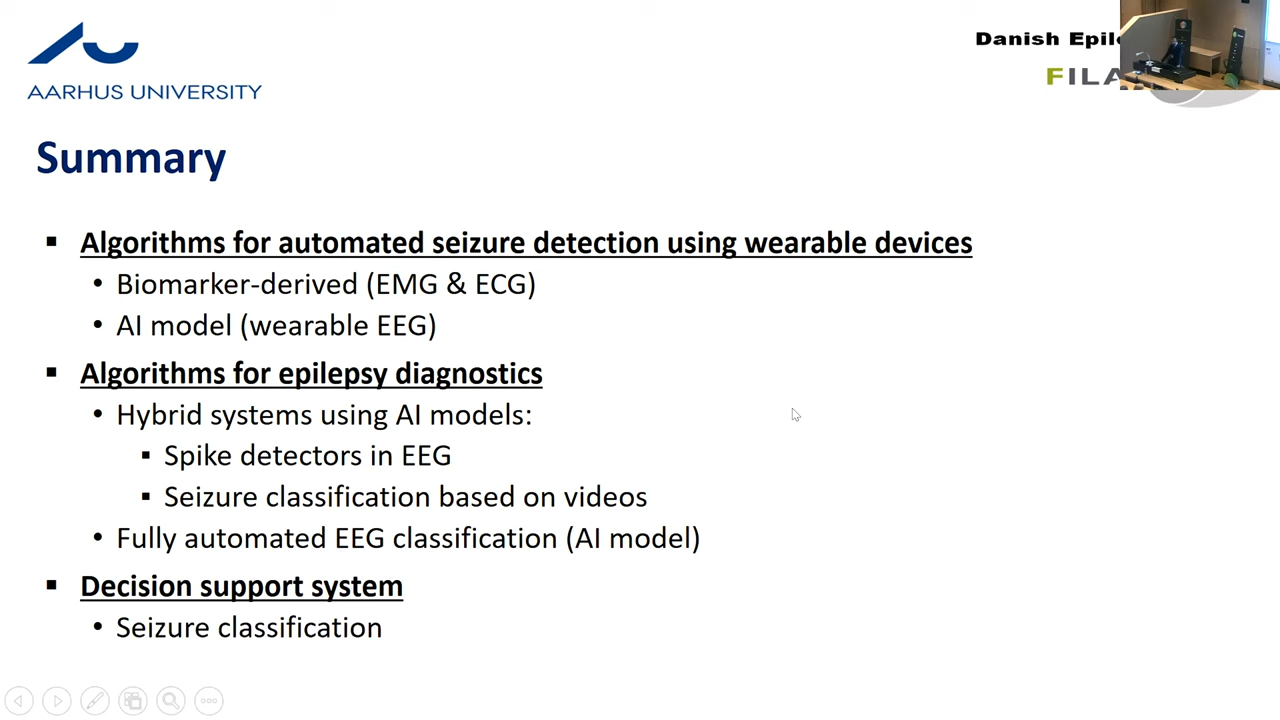 AARHUS UNIVERSITY
Danish
Summary
Algorithms for automated seizure detection using wearable devices
Biomarker-derived (EMG & ECG)
AI model (wearable EEG)
Algorithms for epilepsy diagnostics
Hybrid systems using AI models:
Spike detectors in EEG
Seizure classification based on videos
Fully automated EEG classification (AI model)
Decision support system
Seizure classification